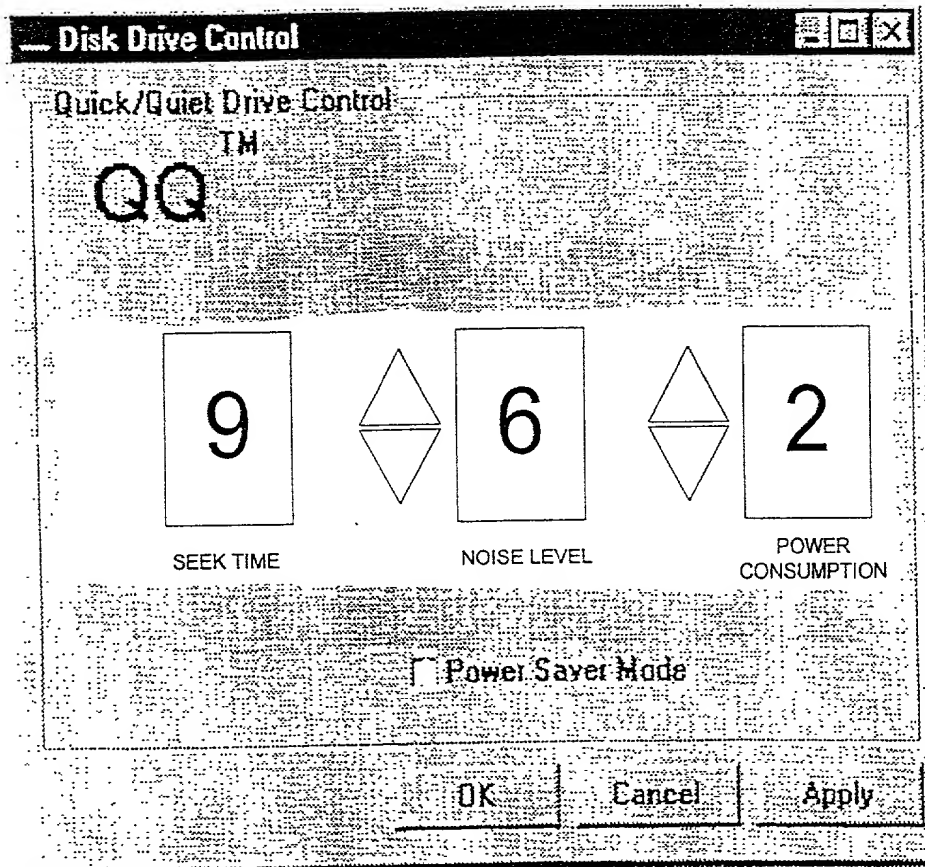 Disk Drive Control
Quick/Quiet Drive Control
TM
QQ
9 6 2
SEEK TIME NOISE LEVEL POWER CONSUMPTION
Power Saver Mode
OK Cancel Apply